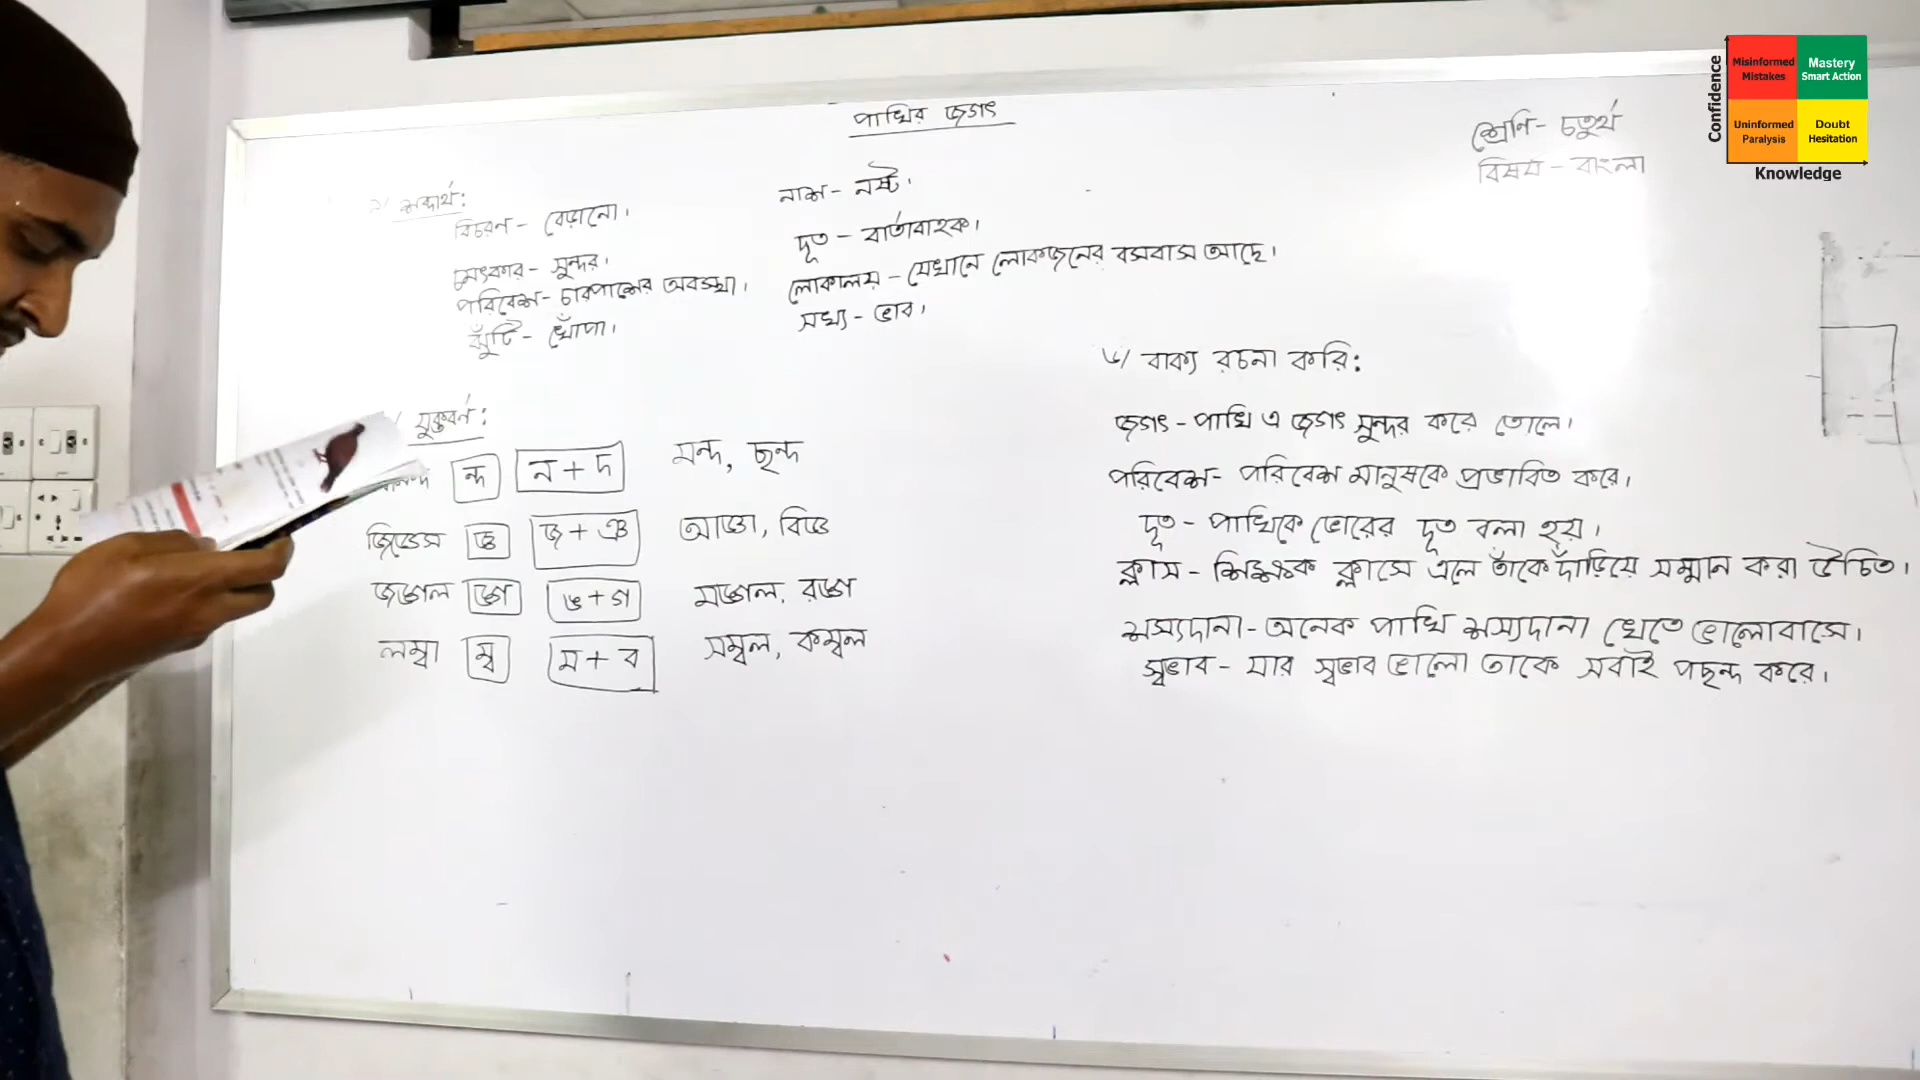 পাখির জগৎ
শ্রেণি - চতুর্থ
বিষয় - বাংলা
শব্দার্থ:
বিচরণ - বেড়ানো।
চমৎকার - সুন্দর।
পরিবেশ - চারপাশের অবস্থা।
ঝুঁটি - খোঁপা।
নাশ - নষ্ট।
দূত - বার্তাবাহক।
লোকালয় - যেখানে লোকজনের বসবাস আছে।
সখ্য - ভাব।
যুক্তবর্ণ:
ন্দ ন + দ মন্দ, ছন্দ
জিজ্ঞেস জ্ঞ জ + ঞ আজ্ঞা, বিজ্ঞ
জঙ্গল ঙ্গ ঙ + গ মঙ্গল, রঙ্গ
লম্বা ম্ব ম + ব সম্বল, কম্বল
৬/ বাক্য রচনা করি:
জগৎ - পাখি এ জগৎ সুন্দর করে তোলে।
পরিবেশ - পরিবেশ মানুষকে প্রভাবিত করে।
দূত - পাখিকে ভোরের দূত বলা হয়।
ক্লাস - শিক্ষক ক্লাসে এলে তাঁকে দাঁড়িয়ে সম্মান করা উচিত।
শস্যদানা - অনেক পাখি শস্যদানা খেতে ভালোবাসে।
স্বভাব - যার স্বভাব ভালো তাকে সবাই পছন্দ করে।
Confidence
Misinformed Mistakes
Mastery Smart Action
Uninformed Paralysis
Doubt Hesitation
Knowledge